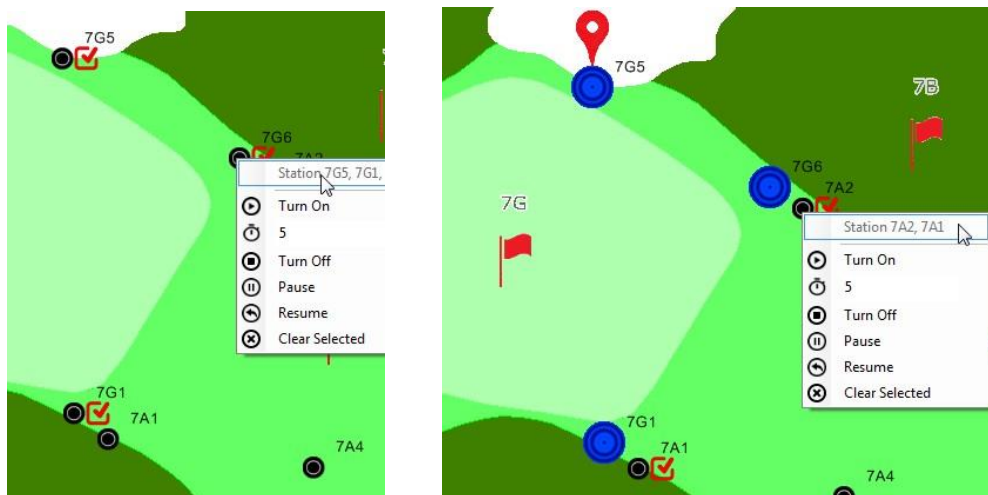 7G5
7G6
Station 7G5, 7G1,
Turn On
5
Turn Off
Pause
Resume
Clear Selected
7G1
7A1
7A4
7G5
7B
7G6
7A2
7G
Station 7A2, 7A1
Turn On
5
Turn Off
Pause
Resume
Clear Selected
7G1
7A1
7A4